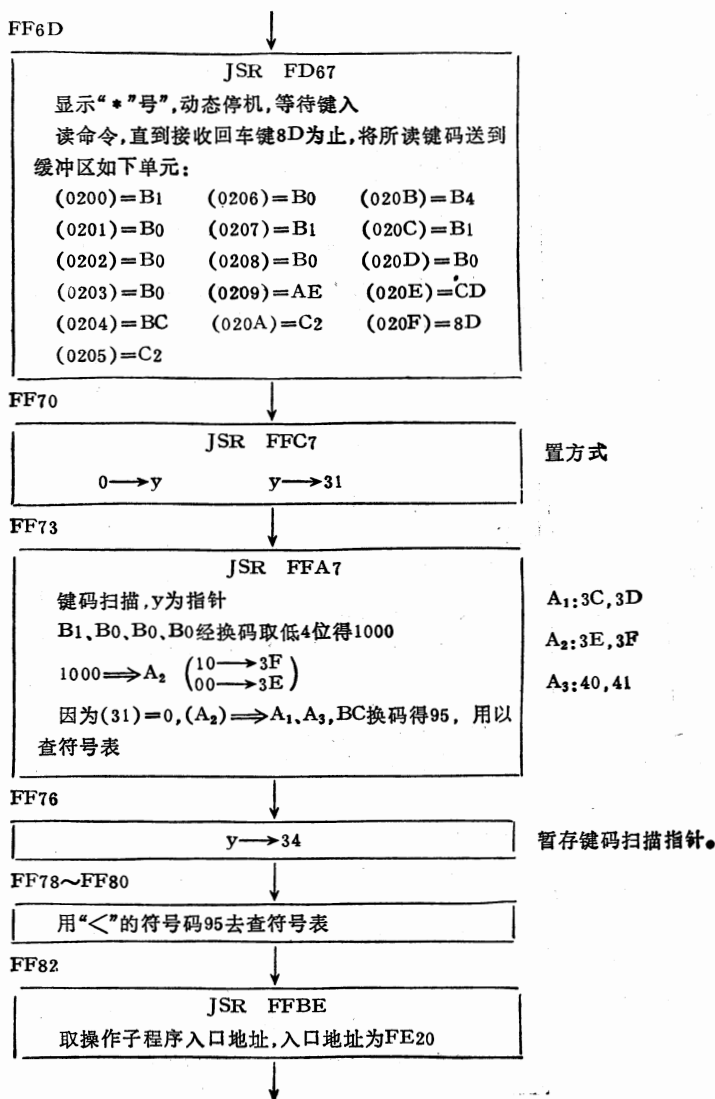 FF6D
JSR FD67
显示“*”号”,动态停机,等待键入
读命令,直到接收回车键8D为止,将所读键码送到
缓冲区如下单元:
(0200)=B1 (0206)=B0 (020B)=B4
(0201)=B0 (0207)=B1 (020C)=B1
(0202)=B0 (0208)=B0 (020D)=B0
(0203)=B0 (0209)=AE (020E)=CD
(0204)=BC (020A)=C2 (020F)=8D
(0205)=C2
FF70
JSR FFC7
0→y y→31
置方式
FF73
JSR FFA7
键码扫描,y为指针
B1、B0、B0、B0经换码取低4位得1000
1000⟹A2 (10→3F
00→3E)
因为(31)=0,(A2)⟹A1、A3,BC换码得95, 用以
查符号表
A1:3C,3D
A2:3E,3F
A3:40,41
FF76
y→34
暂存键码扫描指针。
FF78~FF80
用“<”的符号码95去查符号表
FF82
JSR FFBE
取操作子程序入口地址,入口地址为FE20